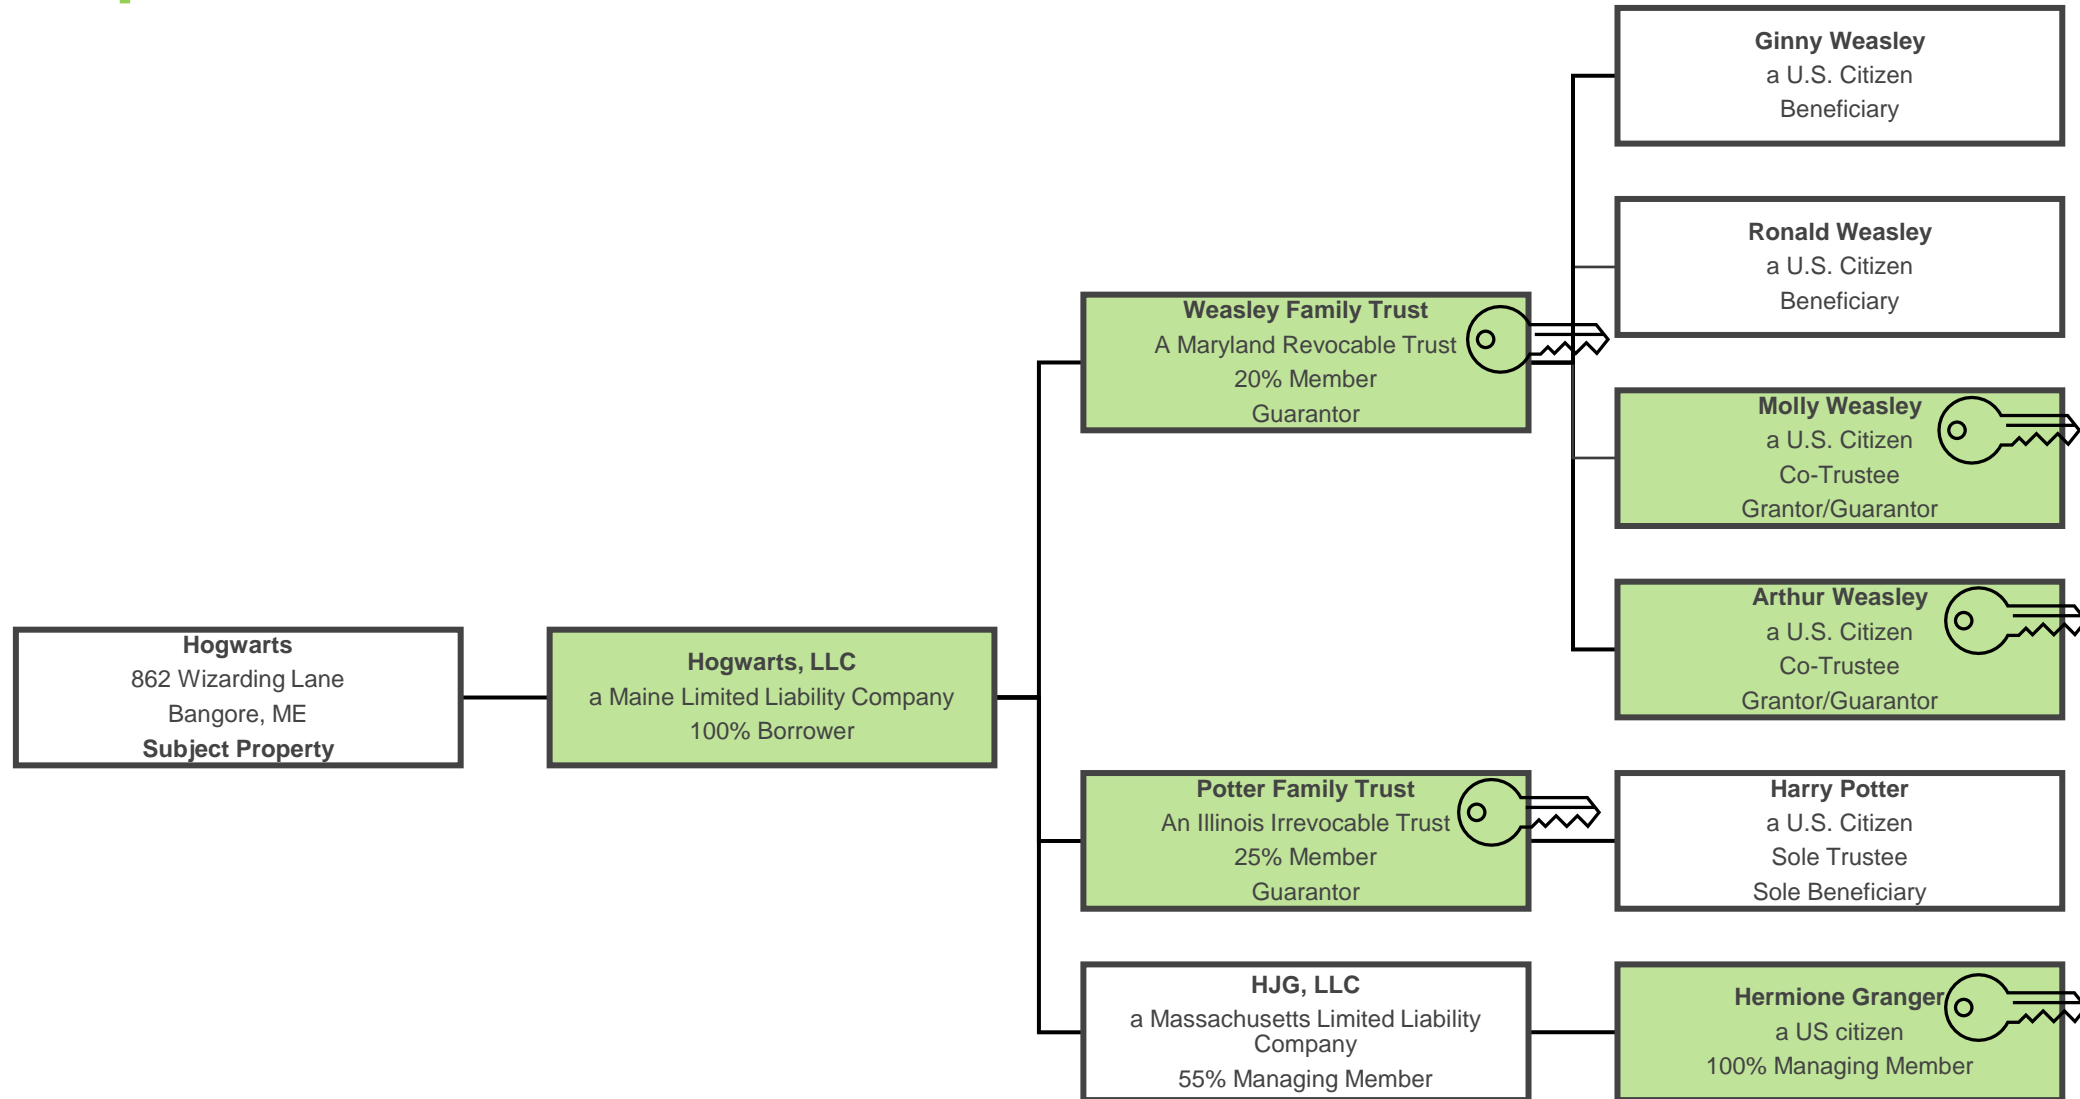 Ginny Weasley
a U.S. Citizen
Beneficiary
Ronald Weasley
a U.S. Citizen
Beneficiary
Weasley Family Trust
A Maryland Revocable Trust
20% Member
Guarantor
Molly Weasley
a U.S. Citizen
Co-Trustee
Grantor/Guarantor
Arthur Weasley
a U.S. Citizen
Co-Trustee
Grantor/Guarantor
Hogwarts
862 Wizarding Lane
Bangore, ME
Subject Property
Hogwarts, LLC
a Maine Limited Liability Company
100% Borrower
Potter Family Trust
An Illinois Irrevocable Trust
25% Member
Guarantor
Harry Potter
a U.S. Citizen
Sole Trustee
Sole Beneficiary
HJG, LLC
a Massachusetts Limited Liability
Company
55% Managing Member
Hermione Granger
a US citizen
100% Managing Member